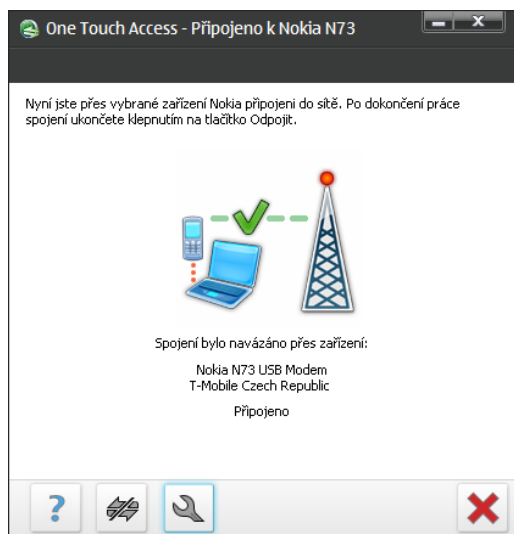 One Touch Access - Připojeno k Nokia N73
Nyní jste přes vybrané zařízení Nokia připojeni do sítě. Po dokončení práce
spojení ukončete klepnutím na tlačítko Odpojit.
Spojení bylo navázáno přes zařízení:
Nokia N73 USB Modem
T-Mobile Czech Republic
Připojeno